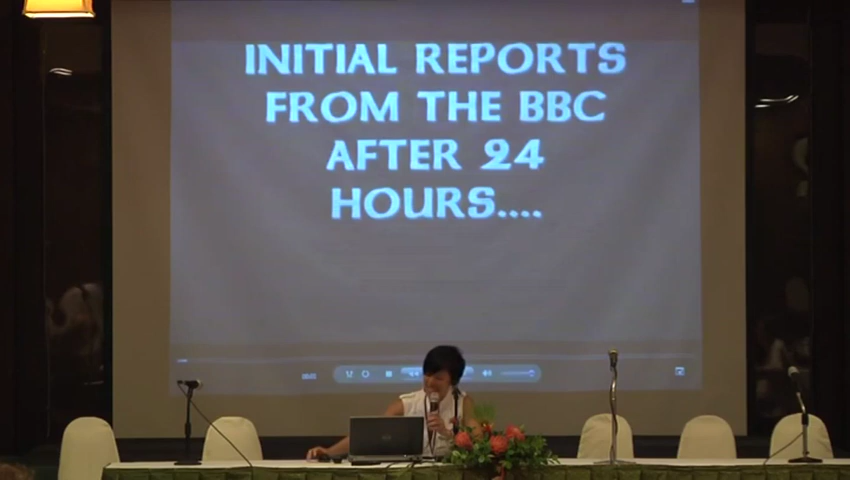 INITIAL REPORTS
FROM THE BBC
AFTER 24
HOURS....